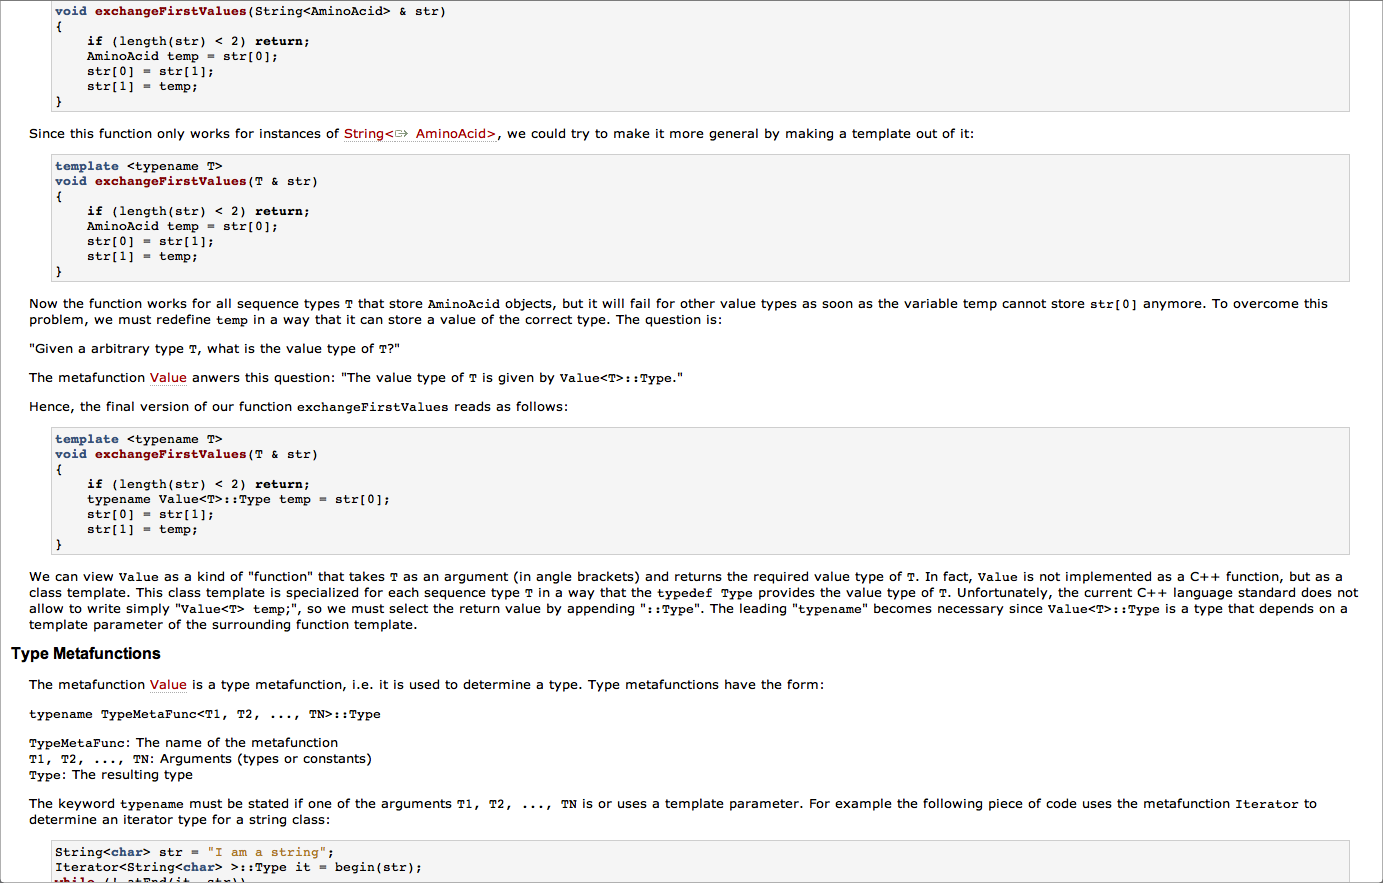 void exchangeFirstValues(String<AminoAcid> & str)
{
    if (length(str) < 2) return;
    AminoAcid temp = str[0];
    str[0] = str[1];
    str[1] = temp;
}
Since this function only works for instances of String< AminoAcid>, we could try to make it more general by making a template out of it:
template <typename T>
void exchangeFirstValues(T & str)
{
    if (length(str) < 2) return;
    AminoAcid temp = str[0];
    str[0] = str[1];
    str[1] = temp;
}
Now the function works for all sequence types T that store AminoAcid objects, but it will fail for other value types as soon as the variable temp cannot store str[0] anymore. To overcome this
problem, we must redefine temp in a way that it can store a value of the correct type. The question is:
"Given a arbitrary type T, what is the value type of T?"
The metafunction Value anwers this question: "The value type of T is given by Value<T>::Type."
Hence, the final version of our function exchangeFirstValues reads as follows:
template <typename T>
void exchangeFirstValues(T & str)
{
    if (length(str) < 2) return;
    typename Value<T>::Type temp = str[0];
    str[0] = str[1];
    str[1] = temp;
}
We can view Value as a kind of "function" that takes T as an argument (in angle brackets) and returns the required value type of T. In fact, Value is not implemented as a C++ function, but as a
class template. This class template is specialized for each sequence type T in a way that the typedef Type provides the value type of T. Unfortunately, the current C++ language standard does not
allow to write simply "Value<T> temp;", so we must select the return value by appending "::Type". The leading "typename" becomes necessary since Value<T>::Type is a type that depends on a
template parameter of the surrounding function template.
Type Metafunctions
The metafunction Value is a type metafunction, i.e. it is used to determine a type. Type metafunctions have the form:
typename TypeMetaFunc<T1, T2, ..., TN>::Type
TypeMetaFunc: The name of the metafunction
T1, T2, ..., TN: Arguments (types or constants)
Type: The resulting type
The keyword typename must be stated if one of the arguments T1, T2, ..., TN is or uses a template parameter. For example the following piece of code uses the metafunction Iterator to
determine an iterator type for a string class:
String<char> str = "I am a string";
Iterator<String<char> >::Type it = begin(str);
while (! atEnd(it, str))